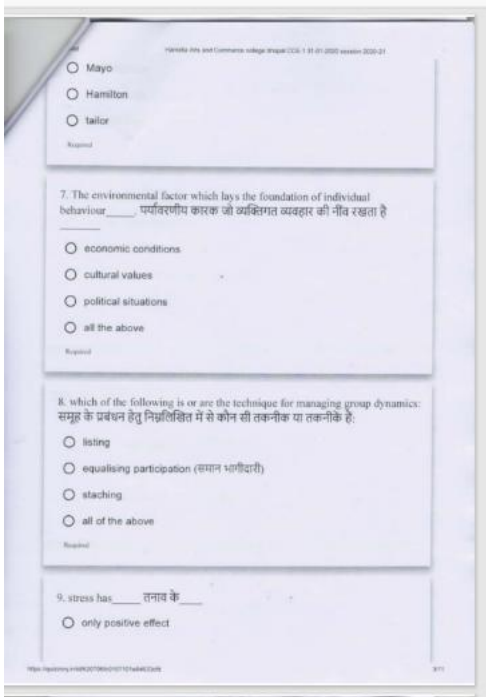 Mayo
Hamilton
tailor
Required
7. The environmental factor which lays the foundation of individual
behaviour_____. पर्यावरणीय कारक जो व्यक्तिगत व्यवहार की नींव रखता है
______
economic conditions
cultural values
political situations
all the above
Required
8. which of the following is or are the technique for managing group dynamics:
समूह के प्रबंधन हेतु निम्नलिखित में से कौन सी तकनीक या तकनीके है:
listing
equalising participation (समान भागीदारी)
staching
all of the above
Required
9. stress has_____ तनाव के____
only positive effect